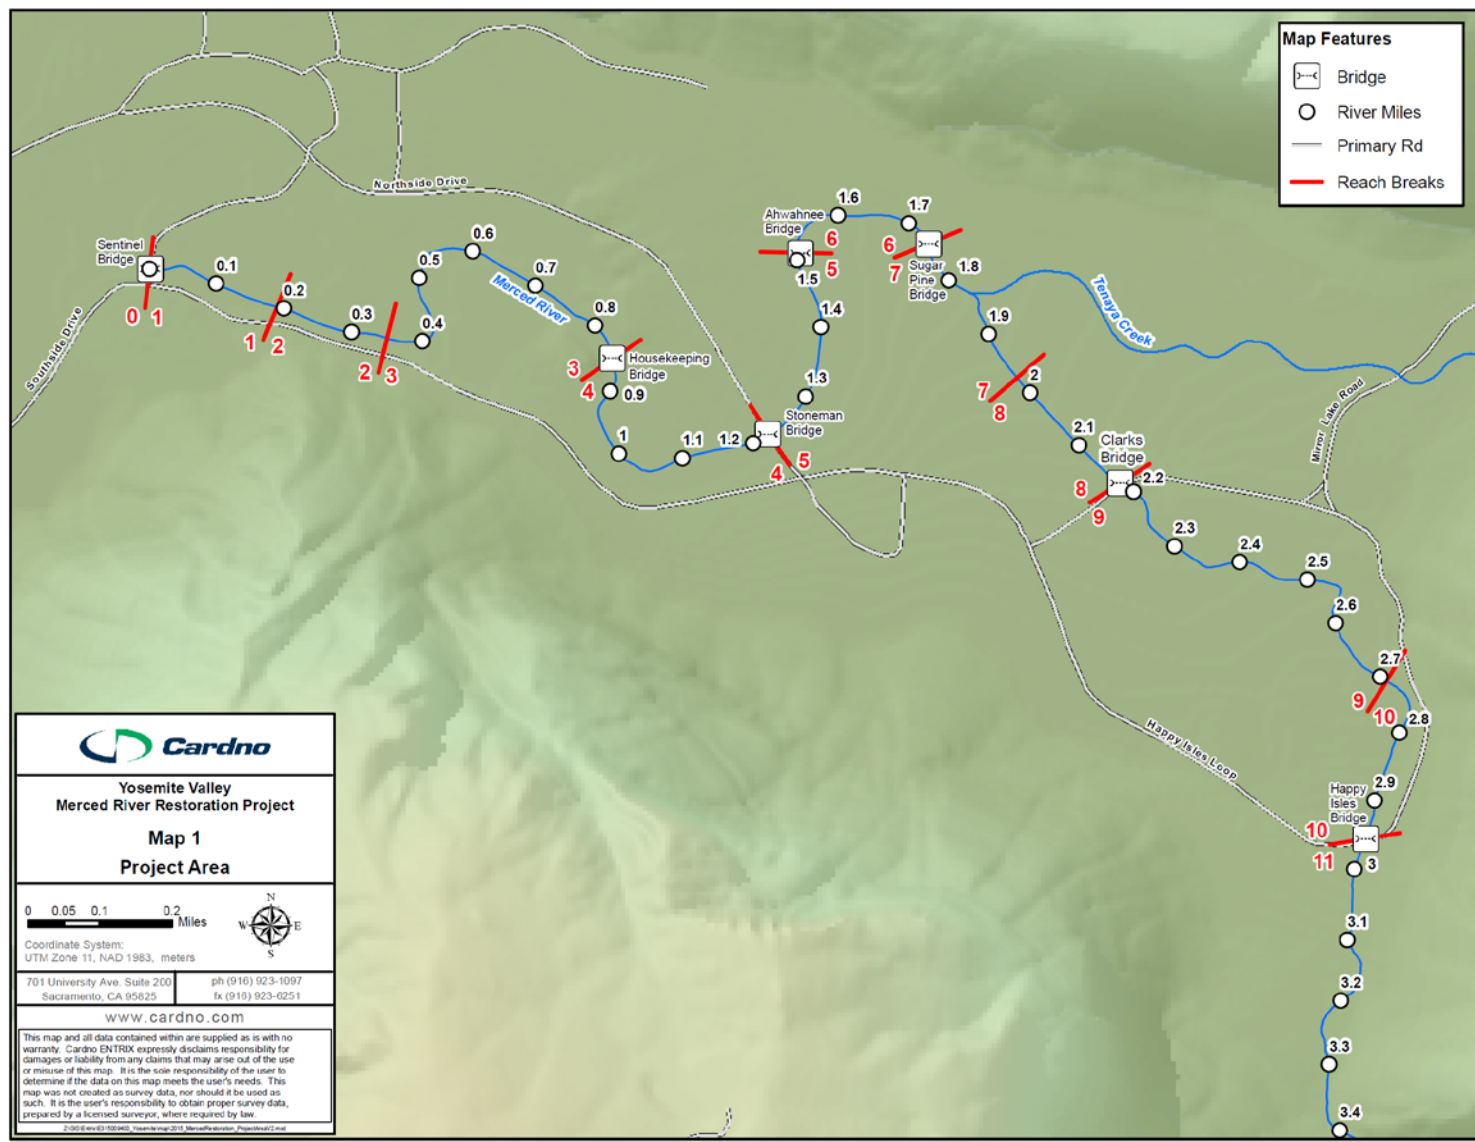 Map Features
Bridge
River Miles
Primary Rd
Reach Breaks
Northside Drive
Southside Drive
Merced River
Tenaya Creek
Mirror Lake Road
Happy Isles Loop
Sentinel
Bridge
0 1
0.1
0.2
1 2
0.3
2 3
0.4
0.5
0.6
0.7
0.8
3
4
Housekeeping
Bridge
0.9
1
1.1
1.2
Stoneman
Bridge
4 5
1.3
1.4
1.5
Ahwahnee
Bridge
6
5
1.6
1.7
6
7
Sugar
Pine
Bridge
1.8
1.9
7
8
2
2.1
Clarks
Bridge
2.2
8
9
2.3
2.4
2.5
2.6
2.7
9
10
2.8
2.9
Happy
Isles
Bridge
10
11
3
3.1
3.2
3.3
3.4
Cardno
Yosemite Valley
Merced River Restoration Project
Map 1
Project Area
0 0.05 0.1 0.2
Miles
N
W E
S
Coordinate System:
UTM Zone 11, NAD 1983, meters
701 University Ave. Suite 200
Sacramento, CA 95825
ph (916) 923-1097
fx (916) 923-6251
www.cardno.com
This map and all data contained within are supplied as is with no
warranty. Cardno ENTRIX expressly disclaims responsibility for
damages or liability from any claims that may arise out of the use
or misuse of this map. It is the sole responsibility of the user to
determine if the data on this map meets the user's needs. This
map was not created as survey data, nor should it be used as
such. It is the user's responsibility to obtain proper survey data,
prepared by a licensed surveyor, where required by law.